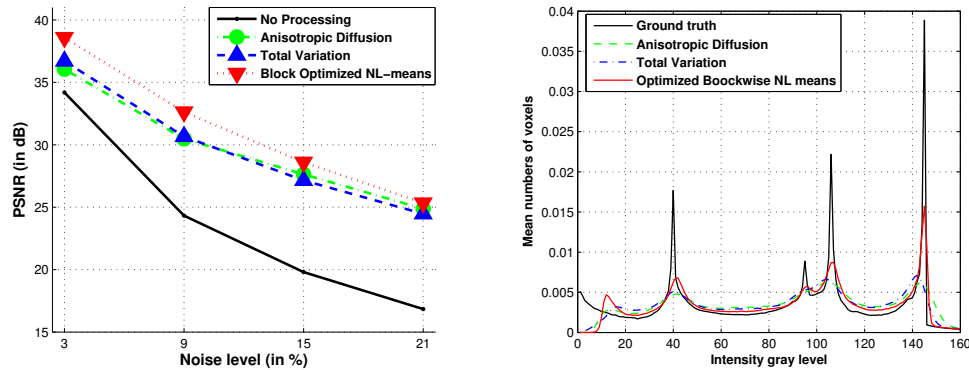 No Processing
Anisotropic Diffusion
Total Variation
Block Optimized NL-means
PSNR (in dB)
40
35
30
25
20
15
3
9
15
21
Noise level (in %)
Ground truth
Anisotropic Diffusion
Total Variation
Optimized Boockwise NL means
Mean numbers of voxels
0.04
0.035
0.03
0.025
0.02
0.015
0.01
0.005
0
0
20
40
60
80
100
120
140
160
Intensity gray level